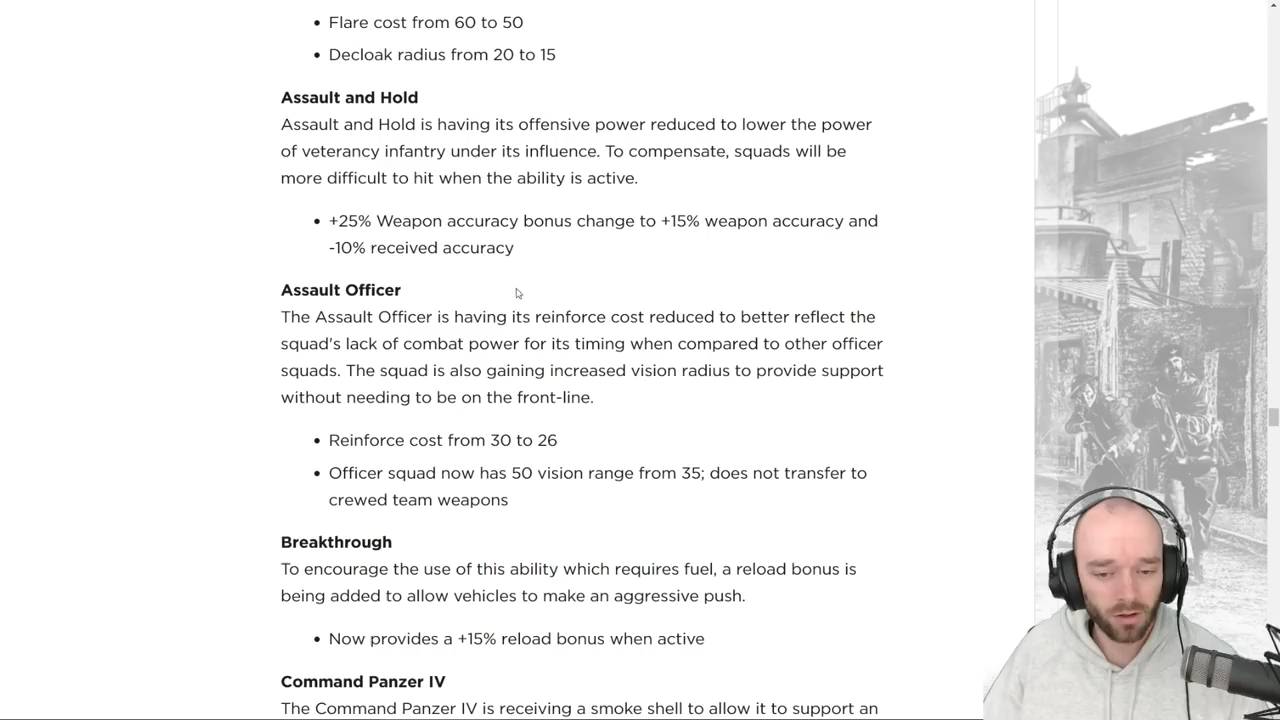 • Flare cost from 60 to 50
• Decloak radius from 20 to 15
Assault and Hold
Assault and Hold is having its offensive power reduced to lower the power
of veterancy infantry under its influence. To compensate, squads will be
more difficult to hit when the ability is active.
• +25% Weapon accuracy bonus change to +15% weapon accuracy and
-10% received accuracy
Assault Officer
The Assault Officer is having its reinforce cost reduced to better reflect the
squad's lack of combat power for its timing when compared to other officer
squads. The squad is also gaining increased vision radius to provide support
without needing to be on the front-line.
• Reinforce cost from 30 to 26
• Officer squad now has 50 vision range from 35; does not transfer to
crewed team weapons
Breakthrough
To encourage the use of this ability which requires fuel, a reload bonus is
being added to allow vehicles to make an aggressive push.
• Now provides a +15% reload bonus when active
Command Panzer IV
The Command Panzer IV is receiving a smoke shell to allow it to support an